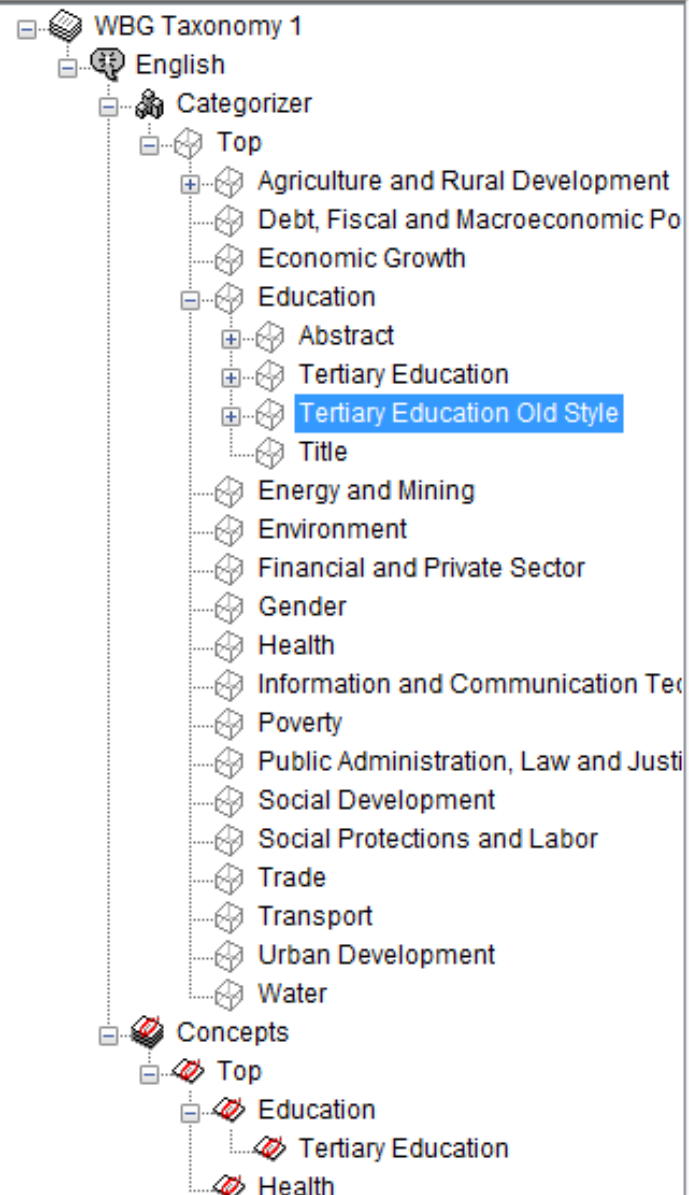 WBG Taxonomy 1
English
Categorizer
Top
Agriculture and Rural Development
Debt, Fiscal and Macroeconomic Po
Economic Growth
Education
Abstract
Tertiary Education
Tertiary Education Old Style
Title
Energy and Mining
Environment
Financial and Private Sector
Gender
Health
Information and Communication Tec
Poverty
Public Administration, Law and Justi
Social Development
Social Protections and Labor
Trade
Transport
Urban Development
Water
Concepts
Top
Education
Tertiary Education
Health